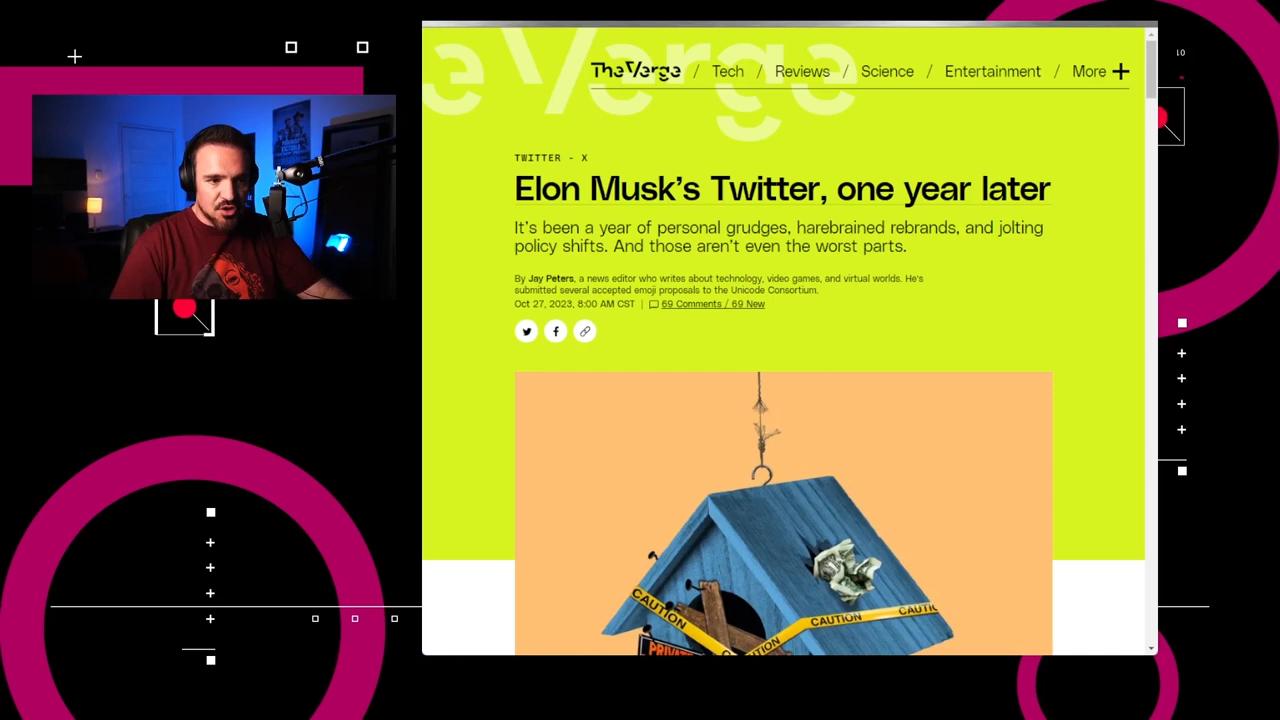 eVerge
TheVerge / Tech / Reviews / Science / Entertainment / More +
TWITTER - X
Elon Musk's Twitter, one year later
It's been a year of personal grudges, harebrained rebrands, and jolting
policy shifts. And those aren't even the worst parts.
By Jay Peters, a news editor who writes about technology, video games, and virtual worlds. He's
submitted several accepted emoji proposals to the Unicode Consortium.
Oct 27, 2023, 8:00 AM CST | 69 Comments / 69 New
CAUTION
CAUTION
CAUTION